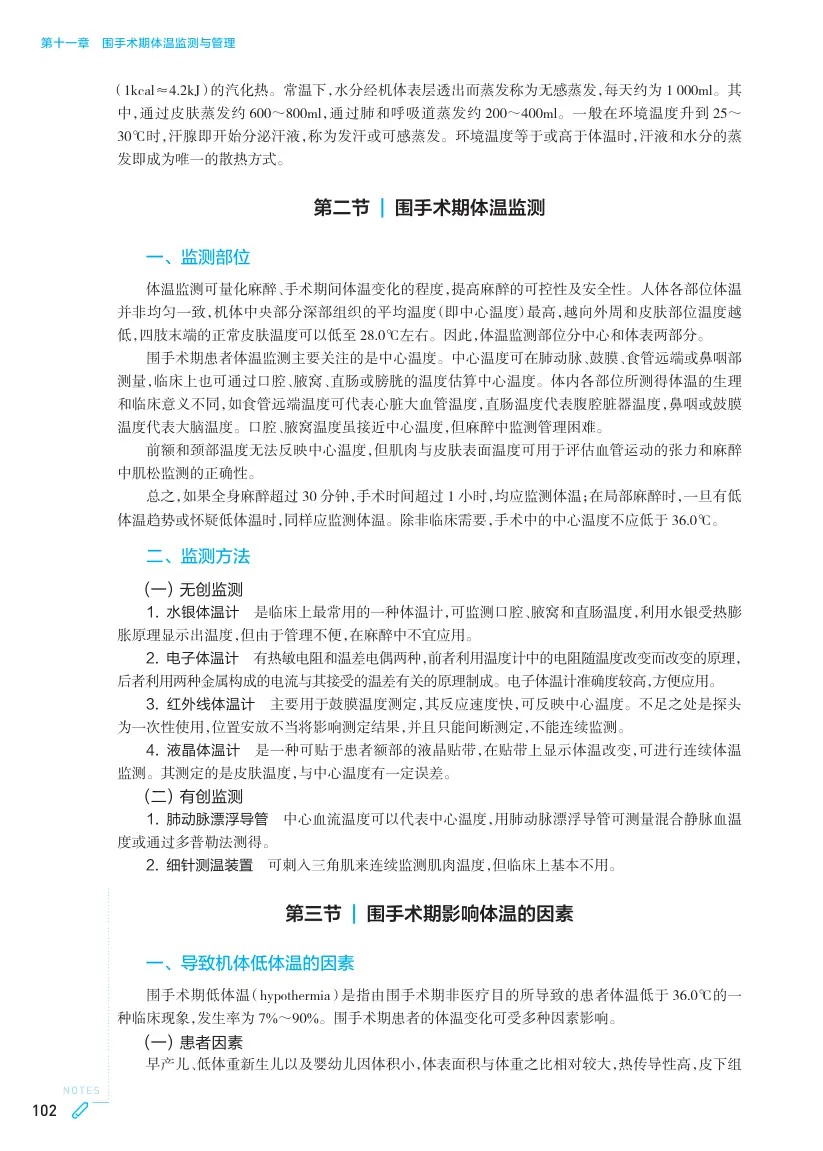 第十一章　围手术期体温监测与管理
（1kcal≈4.2kJ）的汽化热。常温下，水分经机体表层透出而蒸发称为无感蒸发，每天约为 1 000ml。其
中，通过皮肤蒸发约 600～800ml，通过肺和呼吸道蒸发约 200～400ml。一般在环境温度升到 25～
30℃时，汗腺即开始分泌汗液，称为发汗或可感蒸发。环境温度等于或高于体温时，汗液和水分的蒸
发即成为唯一的散热方式。
第二节｜围手术期体温监测
一、监测部位
体温监测可量化麻醉、手术期间体温变化的程度，提高麻醉的可控性及安全性。人体各部位体温
并非均匀一致，机体中央部分深部组织的平均温度（即中心温度）最高，越向外周和皮肤部位温度越
低，四肢末端的正常皮肤温度可以低至 28.0℃左右。因此，体温监测部位分中心和体表两部分。
围手术期患者体温监测主要关注的是中心温度。中心温度可在肺动脉、鼓膜、食管远端或鼻咽部
测量，临床上也可通过口腔、腋窝、直肠或膀胱的温度估算中心温度。体内各部位所测得体温的生理
和临床意义不同，如食管远端温度可代表心脏大血管温度，直肠温度代表腹腔脏器温度，鼻咽或鼓膜
温度代表大脑温度。口腔、腋窝温度虽接近中心温度，但麻醉中监测管理困难。
前额和颈部温度无法反映中心温度，但肌肉与皮肤表面温度可用于评估血管运动的张力和麻醉
中肌松监测的正确性。
总之，如果全身麻醉超过 30 分钟，手术时间超过 1 小时，均应监测体温；在局部麻醉时，一旦有低
体温趋势或怀疑低体温时，同样应监测体温。除非临床需要，手术中的中心温度不应低于 36.0℃。
二、监测方法
（一）无创监测
1. 水银体温计　是临床上最常用的一种体温计，可监测口腔、腋窝和直肠温度，利用水银受热膨
胀原理显示出温度，但由于管理不便，在麻醉中不宜应用。
2. 电子体温计　有热敏电阻和温差电偶两种，前者利用温度计中的电阻随温度改变而改变的原理，
后者利用两种金属构成的电流与其接受的温差有关的原理制成。电子体温计准确度较高，方便应用。
3. 红外线体温计　主要用于鼓膜温度测定，其反应速度快，可反映中心温度。不足之处是探头
为一次性使用，位置安放不当将影响测定结果，并且只能间断测定，不能连续监测。
4. 液晶体温计　是一种可贴于患者额部的液晶贴带，在贴带上显示体温改变，可进行连续体温
监测。其测定的是皮肤温度，与中心温度有一定误差。
（二）有创监测
1. 肺动脉漂浮导管　中心血流温度可以代表中心温度，用肺动脉漂浮导管可测量混合静脉血温
度或通过多普勒法测得。
2. 细针测温装置　可刺入三角肌来连续监测肌肉温度，但临床上基本不用。
第三节｜围手术期影响体温的因素
一、导致机体低体温的因素
围手术期低体温（hypothermia）是指由围手术期非医疗目的所导致的患者体温低于 36.0℃的一
种临床现象，发生率为 7%～90%。围手术期患者的体温变化可受多种因素影响。
（一）患者因素
早产儿、低体重新生儿以及婴幼儿因体积小，体表面积与体重之比相对较大，热传导性高，皮下组
NOTES
102